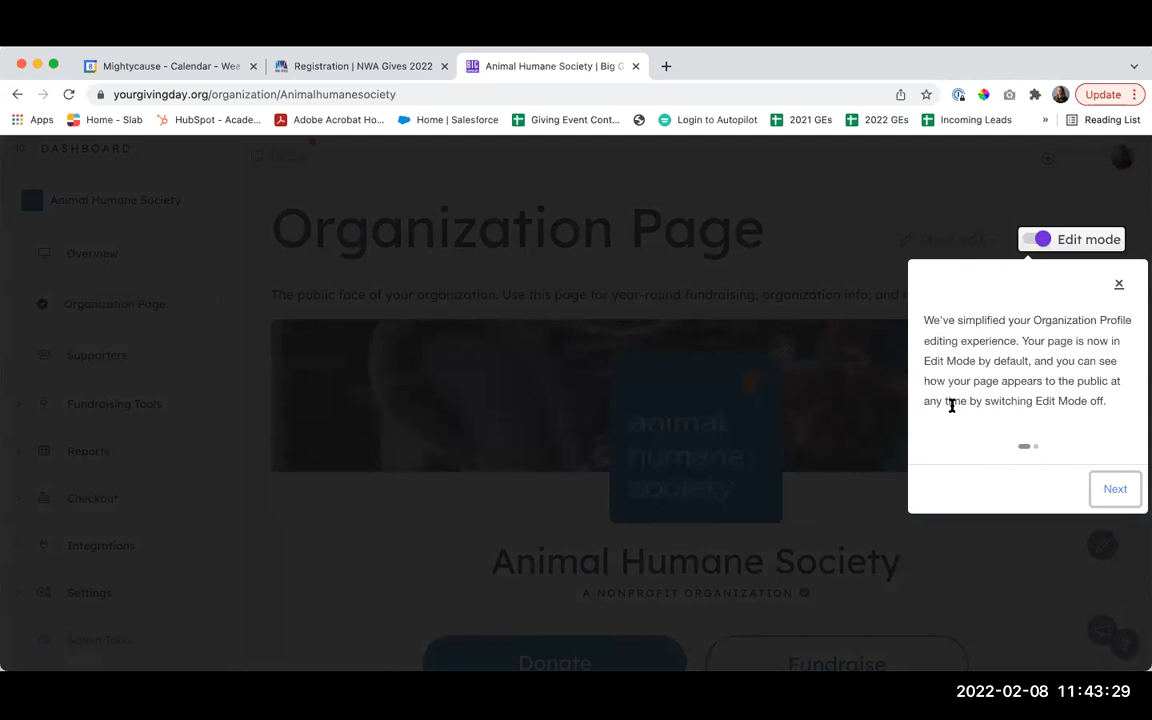 Mightycause - Calendar - Wee
Registration | NWA Gives 2022
Animal Humane Society | Big G
yourgivingday.org/organization/Animalhumanesociety
Update
Apps
Home - Slab
HubSpot - Acade...
Adobe Acrobat Ho...
Home | Salesforce
Giving Event Cont...
Login to Autopilot
2021 GEs
2022 GEs
Incoming Leads
»
Reading List
DASHBOARD
Animal Humane Society
Organization Page
Edit mode
Overview
The public face of your organization. Use this page for year-round fundraising, organization info, and
Organization Page
We've simplified your Organization Profile
editing experience. Your page is now in
Edit Mode by default, and you can see
how your page appears to the public at
any time by switching Edit Mode off.
Supporters
Fundraising Tools
animal
humane
society
Reports
Next
Checkout
Integrations
Animal Humane Society
A NONPROFIT ORGANIZATION
Settings
Admin Tools
Donate
Fundraise
2022-02-08 11:43:29